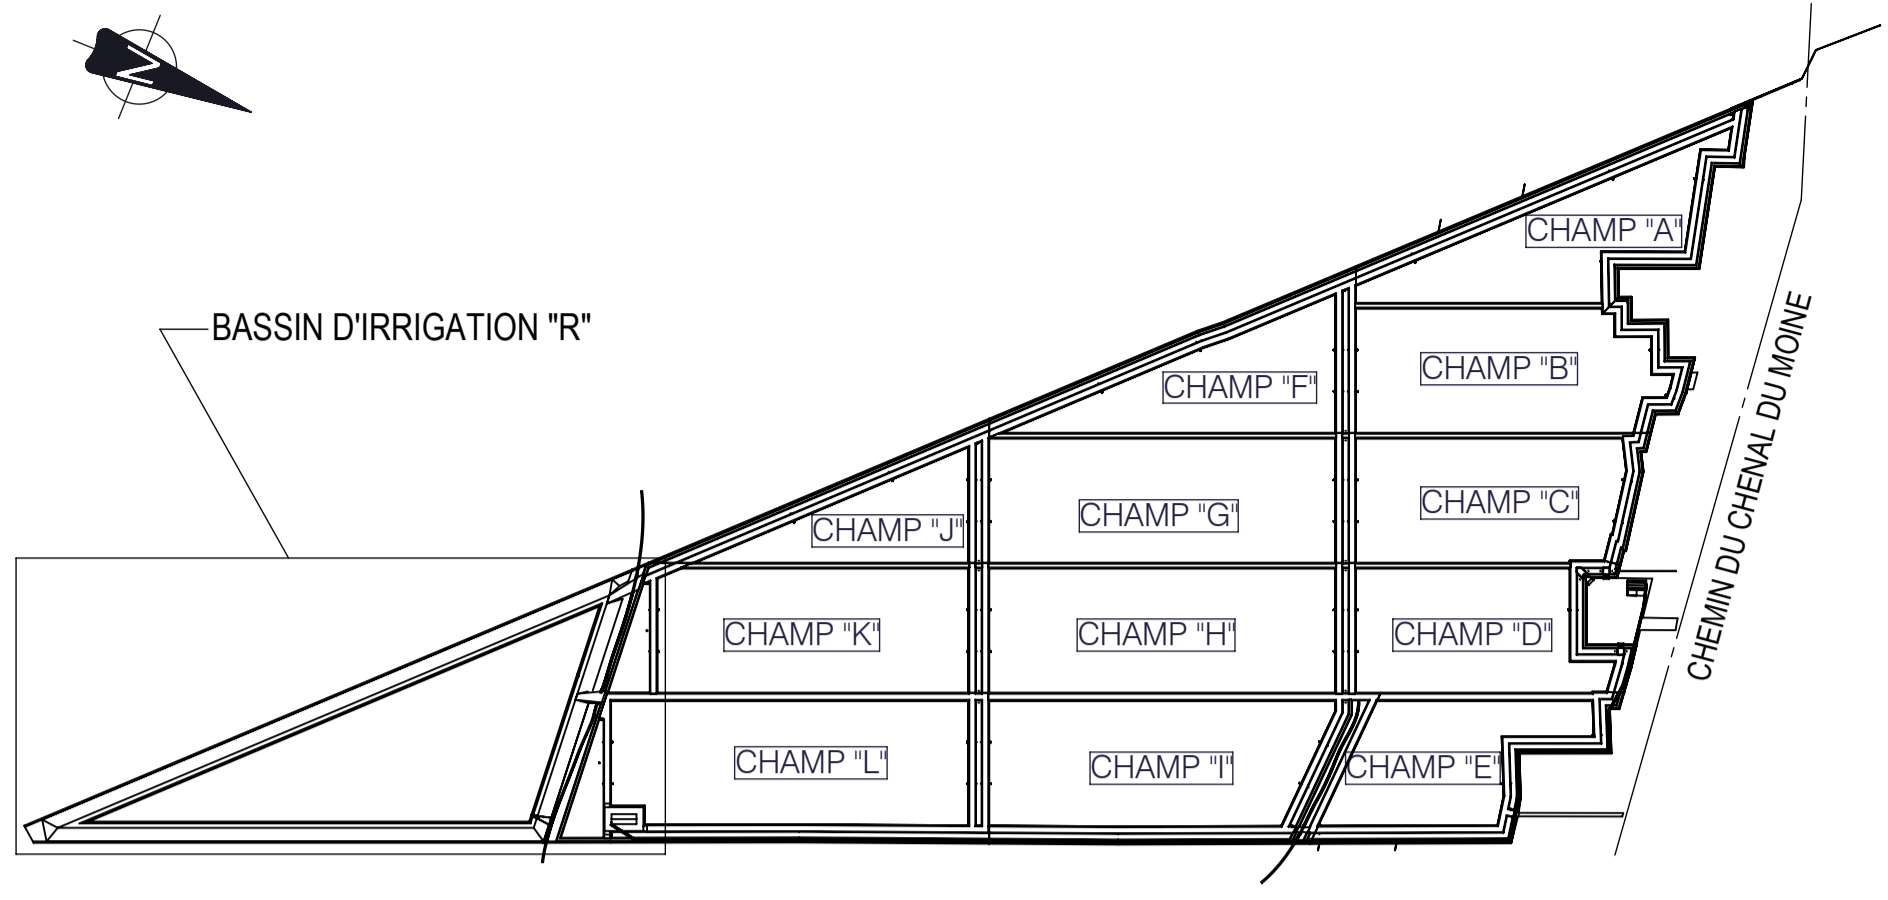 N
CHAMP "A"
BASSIN D'IRRIGATION "R"
CHAMP "B"
CHAMP "F"
CHEMIN DU CHENAL DU MOINE
CHAMP "C"
CHAMP "G"
CHAMP "J"
CHAMP "K"
CHAMP "H"
CHAMP "D"
CHAMP "L"
CHAMP "I"
CHAMP "E"